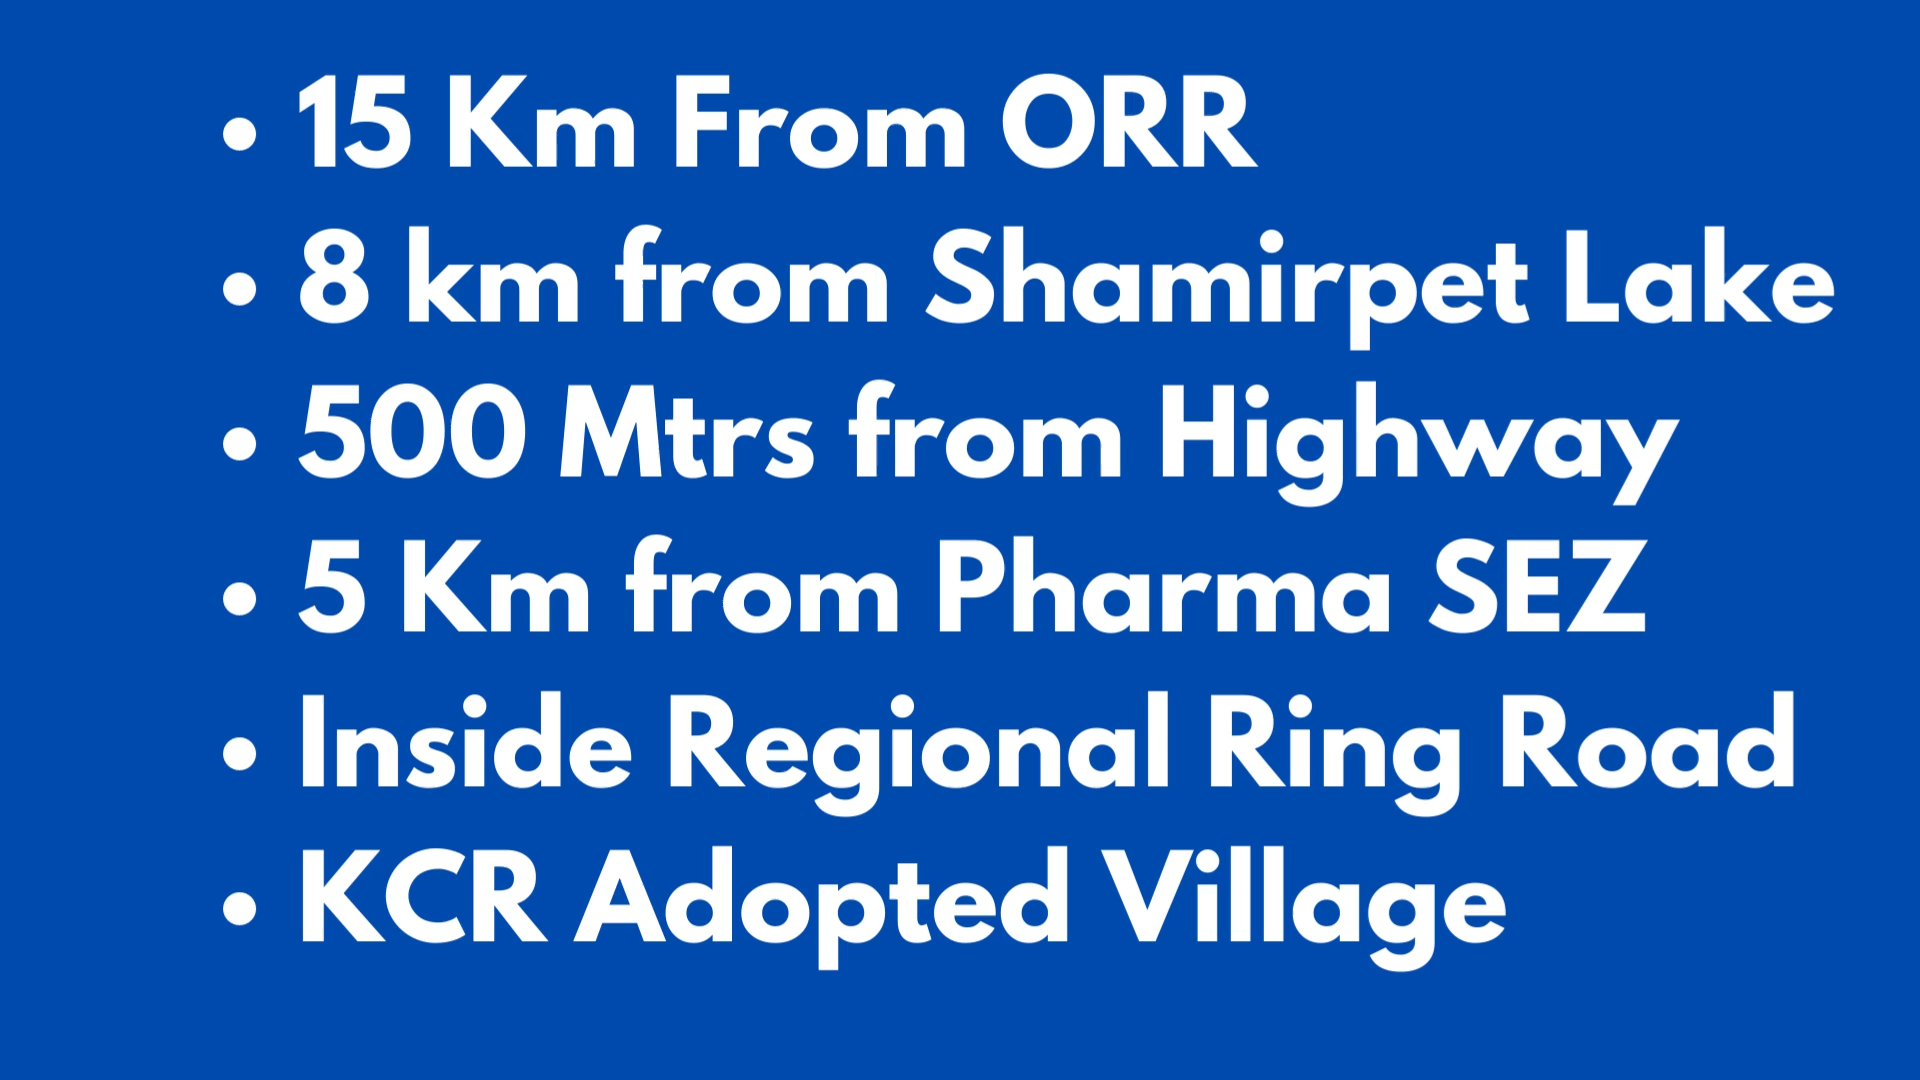 • 15 Km From ORR
• 8 km from Shamirpet Lake
• 500 Mtrs from Highway
• 5 Km from Pharma SEZ
• Inside Regional Ring Road
• KCR Adopted Village